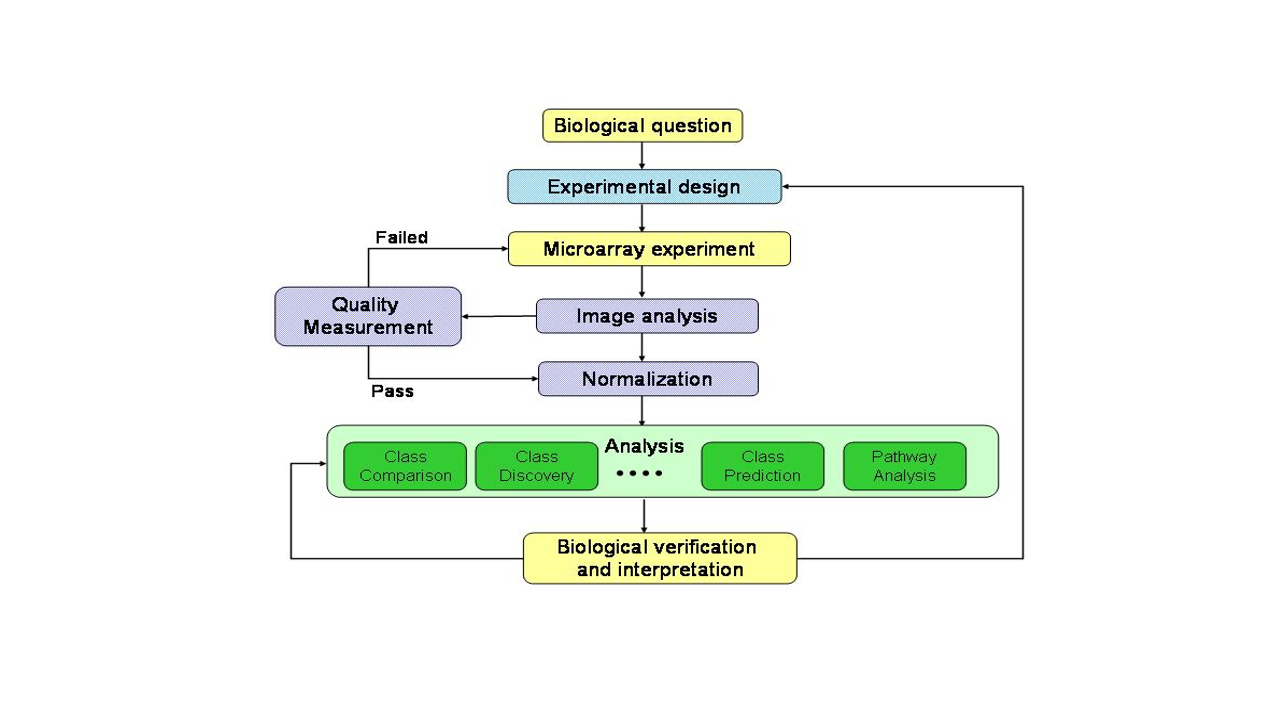 Biological question
Experimental design
Failed
Microarray experiment
Quality
Measurement
Image analysis
Normalization
Pass
Analysis
Class
Comparison
Class
Discovery
....
Class
Prediction
Pathway
Analysis
Biological verification
and interpretation